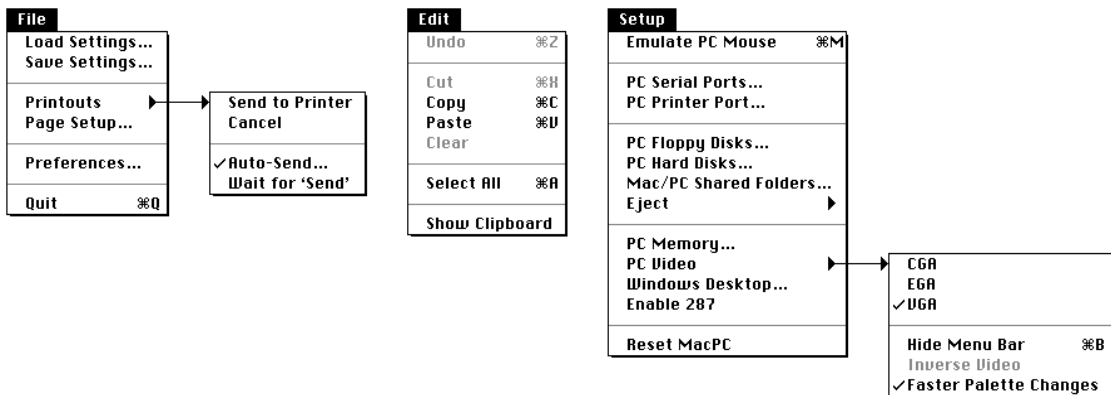 File
Load Settings...
Save Settings...
Printouts
Page Setup...
Preferences...
Quit ⌘Q
Send to Printer
Cancel
✓Auto-Send...
Wait for ‘Send’
Edit
Undo ⌘Z
Cut ⌘X
Copy ⌘C
Paste ⌘V
Clear
Select All ⌘A
Show Clipboard
Setup
Emulate PC Mouse ⌘M
PC Serial Ports...
PC Printer Port...
PC Floppy Disks...
PC Hard Disks...
Mac/PC Shared Folders...
Eject
PC Memory...
PC Video
Windows Desktop...
Enable 287
Reset MacPC
CGA
EGA
✓VGA
Hide Menu Bar ⌘B
Inverse Video
✓Faster Palette Changes